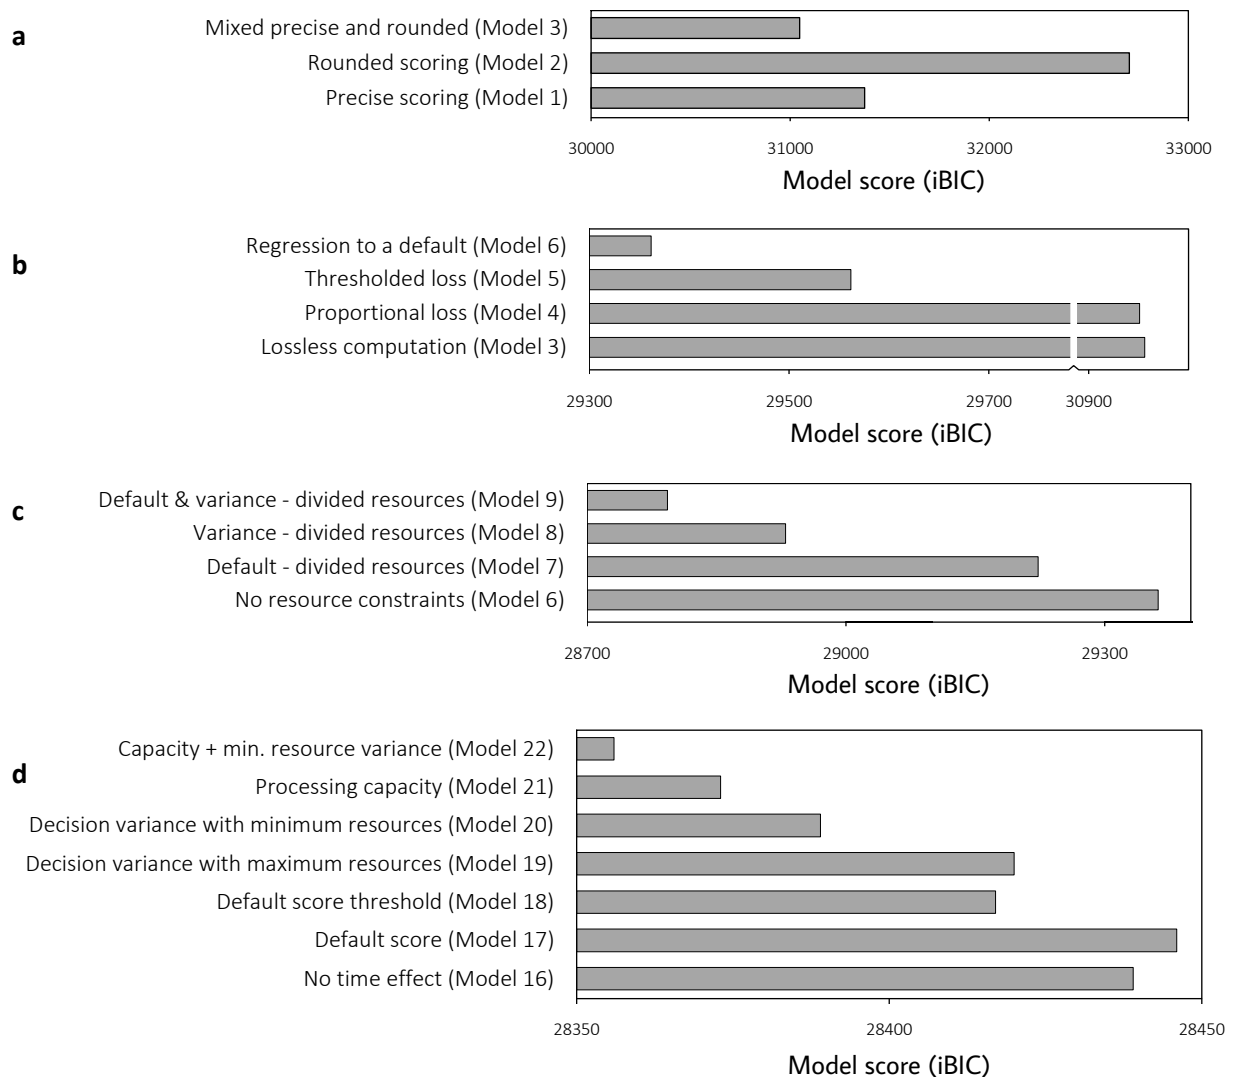 a
Mixed precise and rounded (Model 3)
Rounded scoring (Model 2)
Precise scoring (Model 1)
30000 31000 32000 33000
Model score (iBIC)
b
Regression to a default (Model 6)
Thresholded loss (Model 5)
Proportional loss (Model 4)
Lossless computation (Model 3)
29300 29500 29700 30900
Model score (iBIC)
c
Default & variance - divided resources (Model 9)
Variance - divided resources (Model 8)
Default - divided resources (Model 7)
No resource constraints (Model 6)
28700 29000 29300
Model score (iBIC)
d
Capacity + min. resource variance (Model 22)
Processing capacity (Model 21)
Decision variance with minimum resources (Model 20)
Decision variance with maximum resources (Model 19)
Default score threshold (Model 18)
Default score (Model 17)
No time effect (Model 16)
28350 28400 28450
Model score (iBIC)